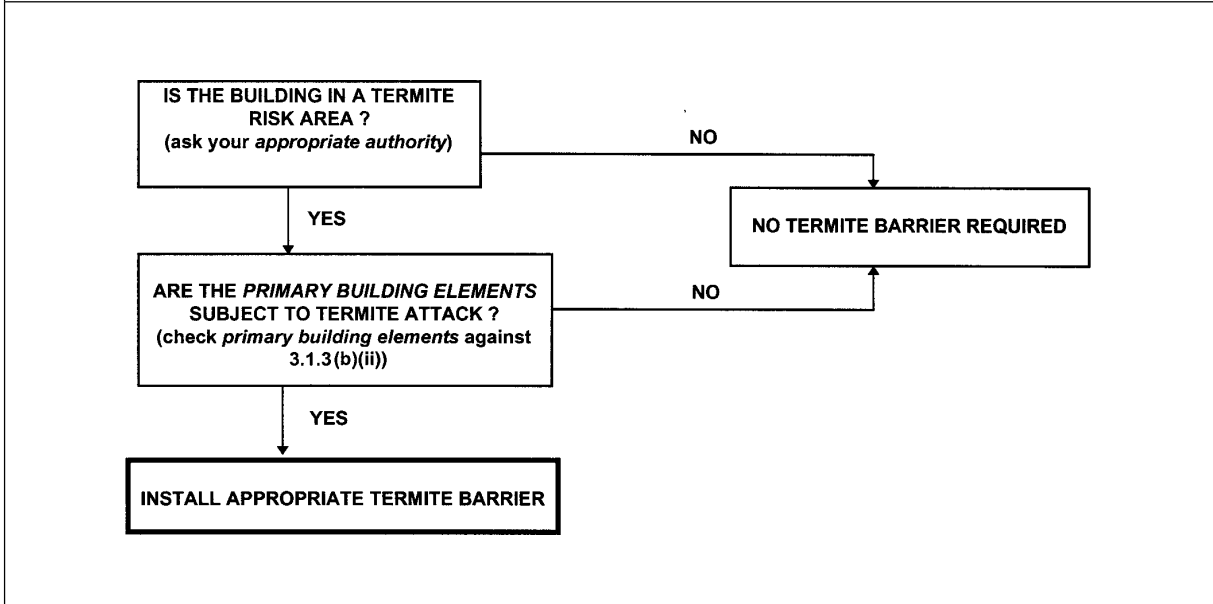 IS THE BUILDING IN A TERMITE
RISK AREA ?
(ask your appropriate authority)
NO
YES
NO TERMITE BARRIER REQUIRED
ARE THE PRIMARY BUILDING ELEMENTS
SUBJECT TO TERMITE ATTACK ?
(check primary building elements against
3.1.3(b)(ii))
NO
YES
INSTALL APPROPRIATE TERMITE BARRIER